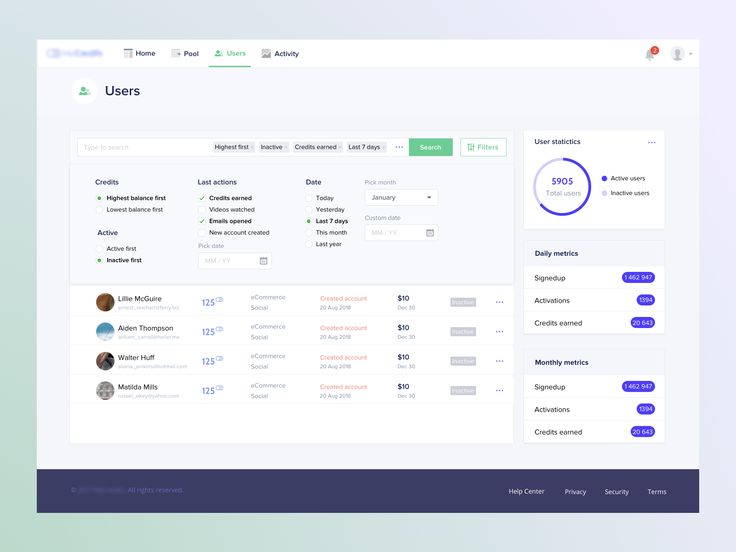 Home
Pool
Users
Activity
2
Users
Type to search
Highest first ×
Inactive ×
Credits earned ×
Last 7 days ×
Search
Filters
Credits
Highest balance first
Lowest balance first
Active
Active first
Inactive first
Last actions
Credits earned
Videos watched
Emails opened
New account created
Pick date
MM / YY
Date
Today
Yesterday
Last 7 days
This month
Last year
Pick month
January
Custom date
MM / YY
Lillie McGuire
125
eCommerce
Social
Created account
20 Aug 2018
$10
Dec 30
Inactive
Aiden Thompson
125
eCommerce
Social
Created account
20 Aug 2018
$10
Dec 30
Inactive
Walter Huff
125
eCommerce
Social
Created account
20 Aug 2018
$10
Dec 30
Inactive
Matilda Mills
125
eCommerce
Social
Created account
20 Aug 2018
$10
Dec 30
Inactive
User statictics
5905
Total users
Active users
Inactive users
Daily metrics
Signedup 1 462 947
Activations 1394
Credits earned 20 643
Monthly metrics
Signedup 1 462 947
Activations 1394
Credits earned 20 643
© All rights reserved.
Help Center
Privacy
Security
Terms